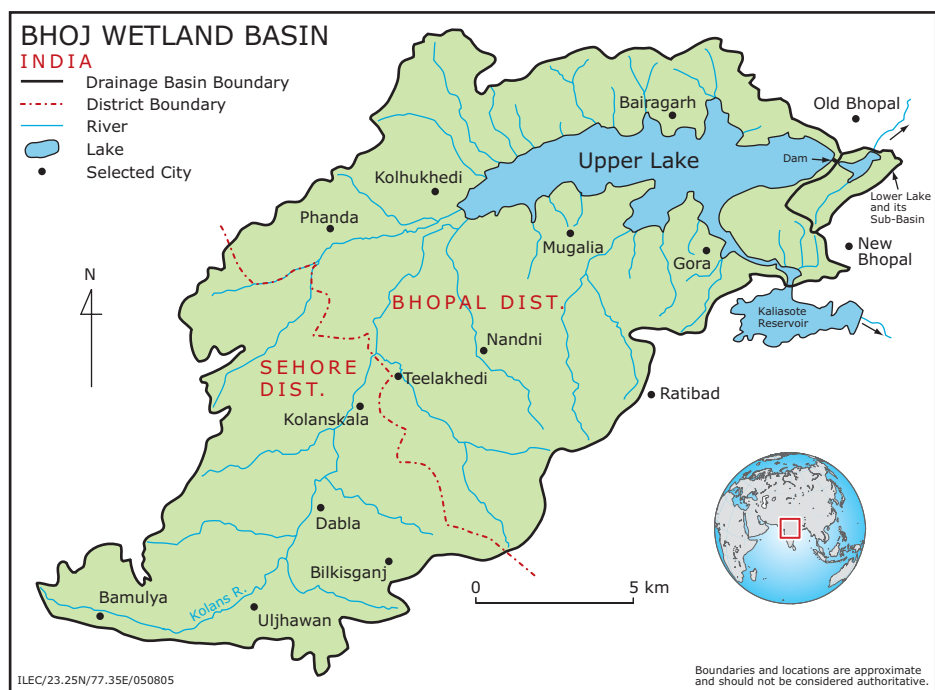 BHOJ WETLAND BASIN
INDIA
Drainage Basin Boundary
District Boundary
River
Lake
Selected City
Bairagarh
Old Bhopal
Upper Lake
Dam
Kolhukhedi
Lower Lake
and its
Sub-Basin
Phanda
Mugalia
Gora
New
Bhopal
N
BHOPAL DIST.
Kaliasote
Reservoir
Nandni
SEHORE
DIST.
Teelakhedi
Ratibad
Kolanskala
Dabla
Bilkisganj
0 5 km
Bamulya
Kolans R.
Uljhawan
ILEC/23.25N/77.35E/050805
Boundaries and locations are approximate
and should not be considered authoritative.